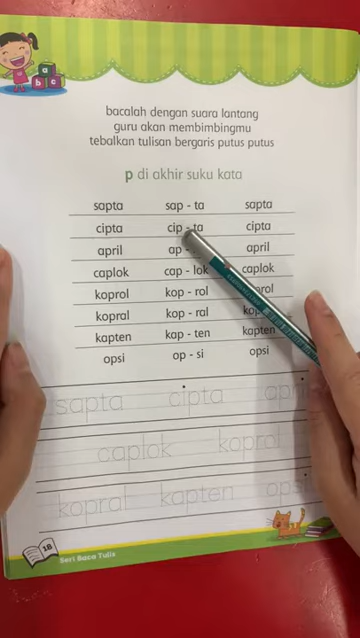 bacalah dengan suara lantang
guru akan membimbingmu
tebalkan tulisan bergaris putus putus
p di akhir suku kata
sapta sap - ta sapta
cipta cip - ta cipta
april ap - april
caplok cap - lok caplok
koprol kop - rol
kopral kop - ral
kapten kap - ten kapten
opsi op - si opsi
sapta cipta
caplok koprol
kopral kapten
18 Seri Baca Tulis
a b c